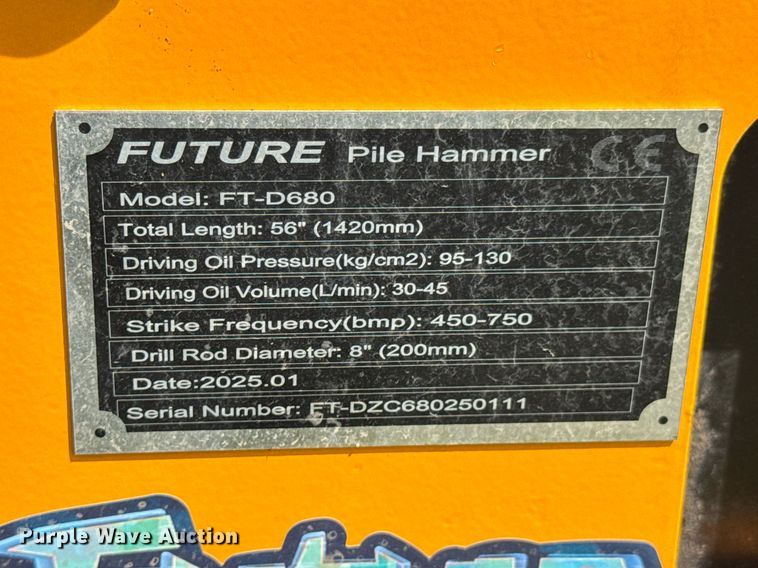 FUTURE Pile Hammer CE
Model: FT-D680
Total Length: 56" (1420mm)
Driving Oil Pressure(kg/cm2): 95-130
Driving Oil Volume(L/min): 30-45
Strike Frequency(bmp): 450-750
Drill Rod Diameter: 8" (200mm)
Date:2025.01
Serial Number: FT-DZC680250111
Purple Wave Auction